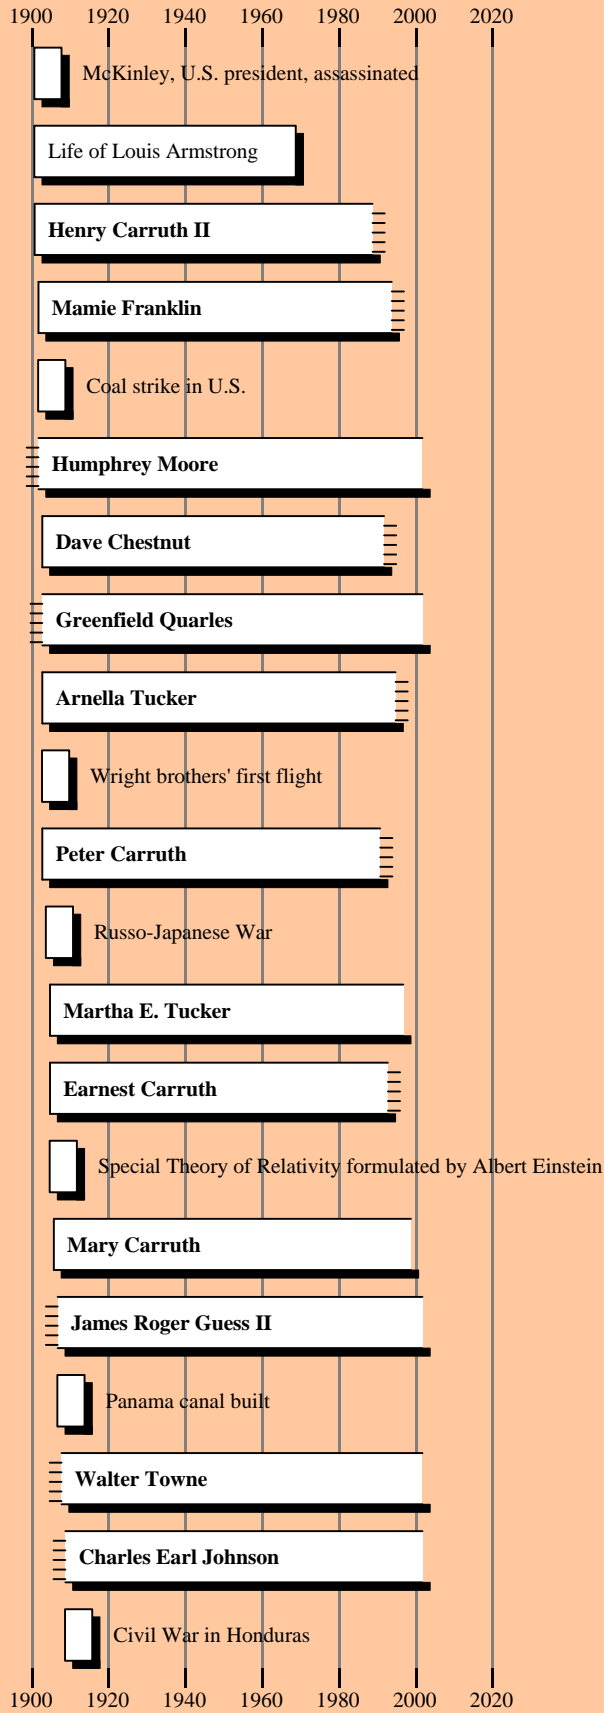 1900 1920 1940 1960 1980 2000 2020
McKinley, U.S. president, assassinated
Life of Louis Armstrong
Henry Carruth II
Mamie Franklin
Coal strike in U.S.
Humphrey Moore
Dave Chestnut
Greenfield Quarles
Arnella Tucker
Wright brothers' first flight
Peter Carruth
Russo-Japanese War
Martha E. Tucker
Earnest Carruth
Special Theory of Relativity formulated by Albert Einstein
Mary Carruth
James Roger Guess II
Panama canal built
Walter Towne
Charles Earl Johnson
Civil War in Honduras
1900 1920 1940 1960 1980 2000 2020